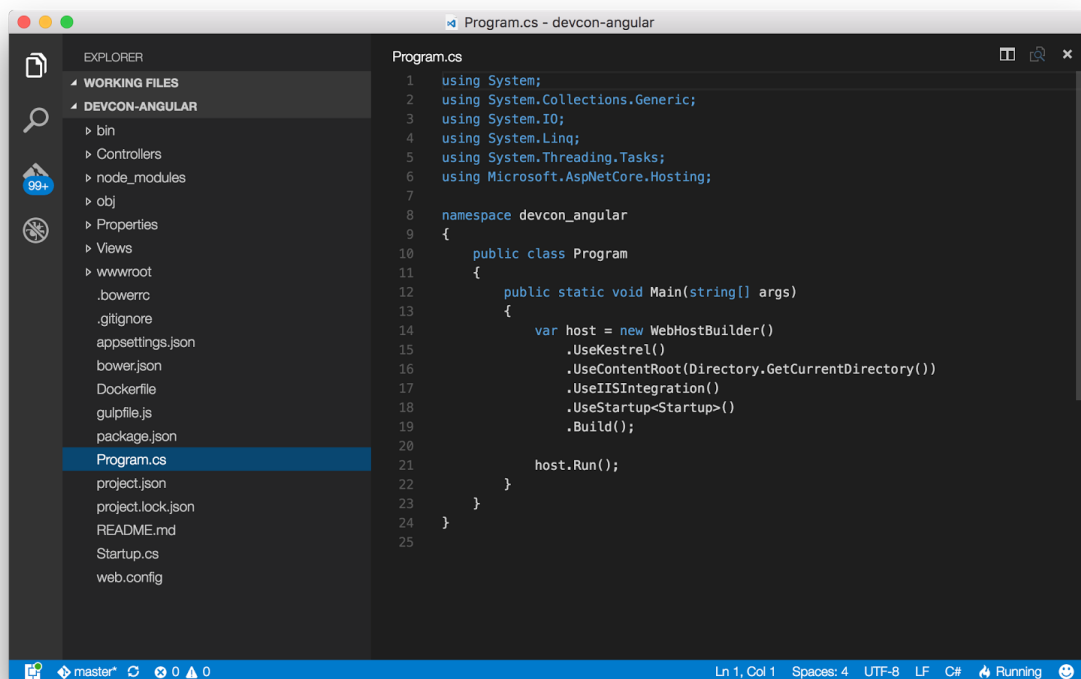 Program.cs - devcon-angular
EXPLORER
WORKING FILES
DEVCON-ANGULAR
bin
Controllers
node_modules
obj
Properties
Views
wwwroot
.bowerrc
.gitignore
appsettings.json
bower.json
Dockerfile
gulpfile.js
package.json
Program.cs
project.json
project.lock.json
README.md
Startup.cs
web.config
99+
Program.cs
1 using System;
2 using System.Collections.Generic;
3 using System.IO;
4 using System.Linq;
5 using System.Threading.Tasks;
6 using Microsoft.AspNetCore.Hosting;
7
8 namespace devcon_angular
9 {
10     public class Program
11     {
12         public static void Main(string[] args)
13         {
14             var host = new WebHostBuilder()
15                 .UseKestrel()
16                 .UseContentRoot(Directory.GetCurrentDirectory())
17                 .UseIISIntegration()
18                 .UseStartup<Startup>()
19                 .Build();
20
21             host.Run();
22         }
23     }
24 }
25
master* 0 0 Ln 1, Col 1 Spaces: 4 UTF-8 LF C# Running